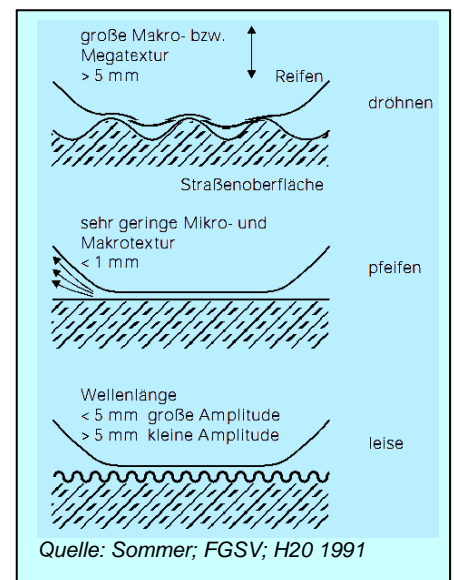 große Makro- bzw.
Megatextur
> 5 mm
Reifen
dröhnen
Straßenoberfläche
sehr geringe Mikro- und
Makrotextur
< 1 mm
pfeifen
Wellenlänge
< 5 mm große Amplitude
> 5 mm kleine Amplitude
leise
Quelle: Sommer; FGSV; H20 1991